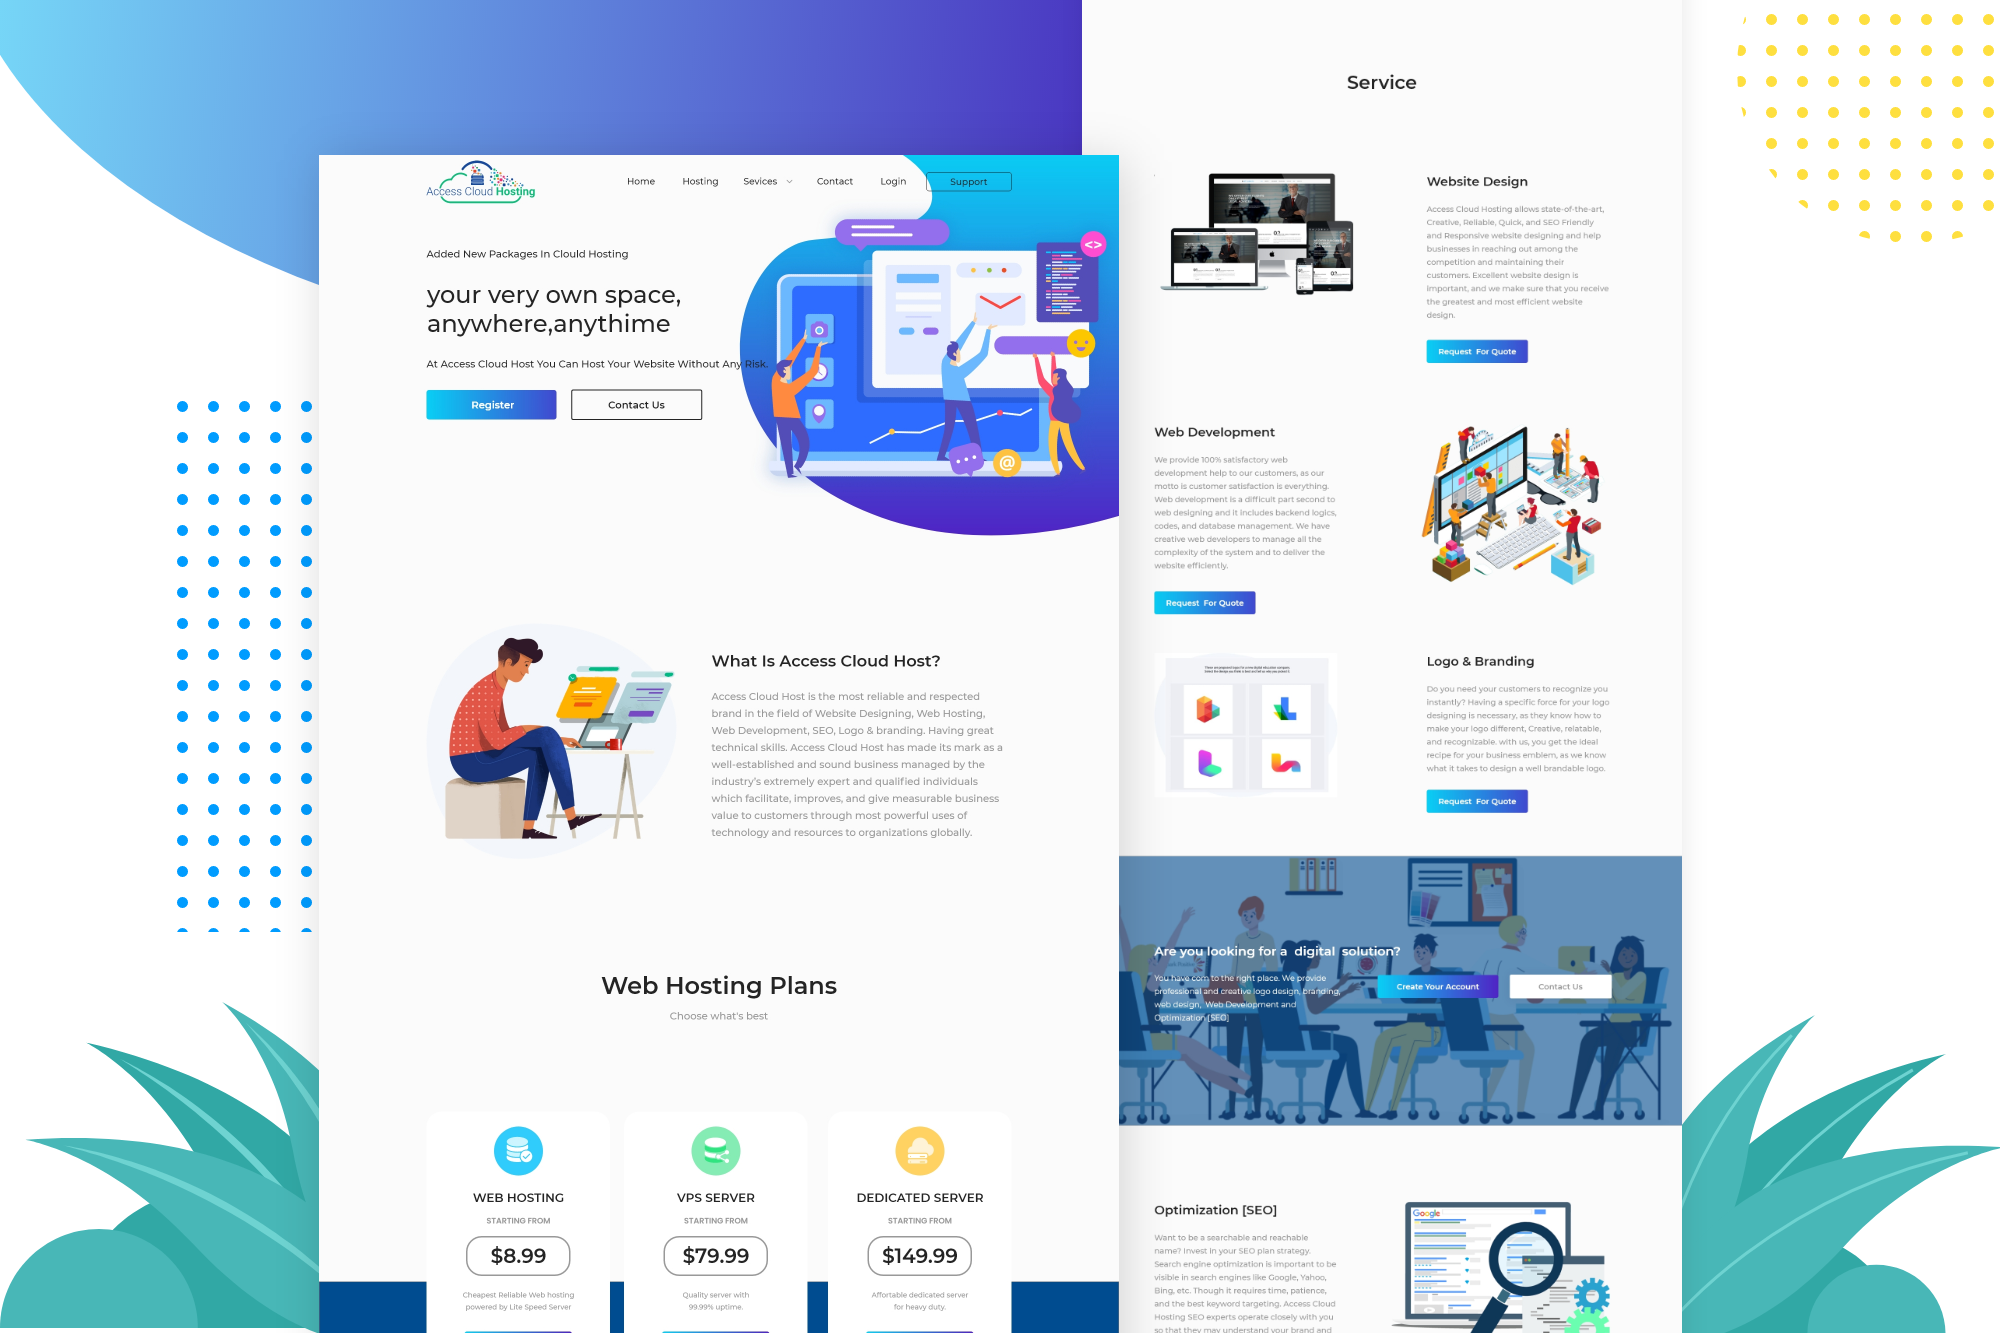 Access Cloud Hosting
Home
Hosting
Sevices
Contact
Login
Support
Added New Packages In Clould Hosting
your very own space,
anywhere,anythime
At Access Cloud Host You Can Host Your Website Without Any Risk.
Register
Contact Us
<>
@
What Is Access Cloud Host?
Access Cloud Host is the most reliable and respected
brand in the field of Website Designing, Web Hosting,
Web Development, SEO, Logo & branding. Having great
technical skills. Access Cloud Host has made its mark as a
well-established and sound business managed by the
industry's extremely expert and qualified individuals
which facilitate, improves, and give measurable business
value to customers through most powerful uses of
technology and resources to organizations globally.
Web Hosting Plans
Choose what's best
WEB HOSTING
STARTING FROM
$8.99
Cheapest Reliable Web hosting
powered by Lite Speed Server
VPS SERVER
STARTING FROM
$79.99
Quality server with
99.99% uptime.
DEDICATED SERVER
STARTING FROM
$149.99
Affortable dedicated server
for heavy duty.
Service
Website Design
Access Cloud Hosting allows state-of-the-art,
Creative, Reliable, Quick, and SEO Friendly
and Responsive website designing and help
businesses in reaching out among the
competition and maintaining their
customers. Excellent website design is
important, and we make sure that you receive
the greatest and most efficient website
design.
Request For Quote
Web Development
We provide 100% satisfactory web
development help to our customers, as our
motto is customer satisfaction is everything.
Web development is a difficult part second to
web designing and it includes backend logics,
codes, and database management. We have
creative web developers to manage all the
complexity of the system and to deliver the
website efficiently.
Request For Quote
Logo & Branding
Do you need your customers to recognize you
instantly? Having a specific force for your logo
designing is necessary, as they know how to
make your logo different, Creative, relatable,
and recognizable. with us, you get the ideal
recipe for your business emblem, as we know
what it takes to design a well brandable logo.
Request For Quote
Are you looking for a digital solution?
You have com to the right place. We provide
professional and creative logo design, branding,
web design, Web Development and
Optimization [SEO]
Create Your Account
Contact Us
Optimization [SEO]
Want to be a searchable and reachable
name? Invest in your SEO plan strategy.
Search engine optimization is important to be
visible in search engines like Google, Yahoo,
Bing, etc. Though it requires time, patience,
and the best keyword targeting. Access Cloud
Hosting SEO experts operate closely with you
so that they may understand your brand and
Google